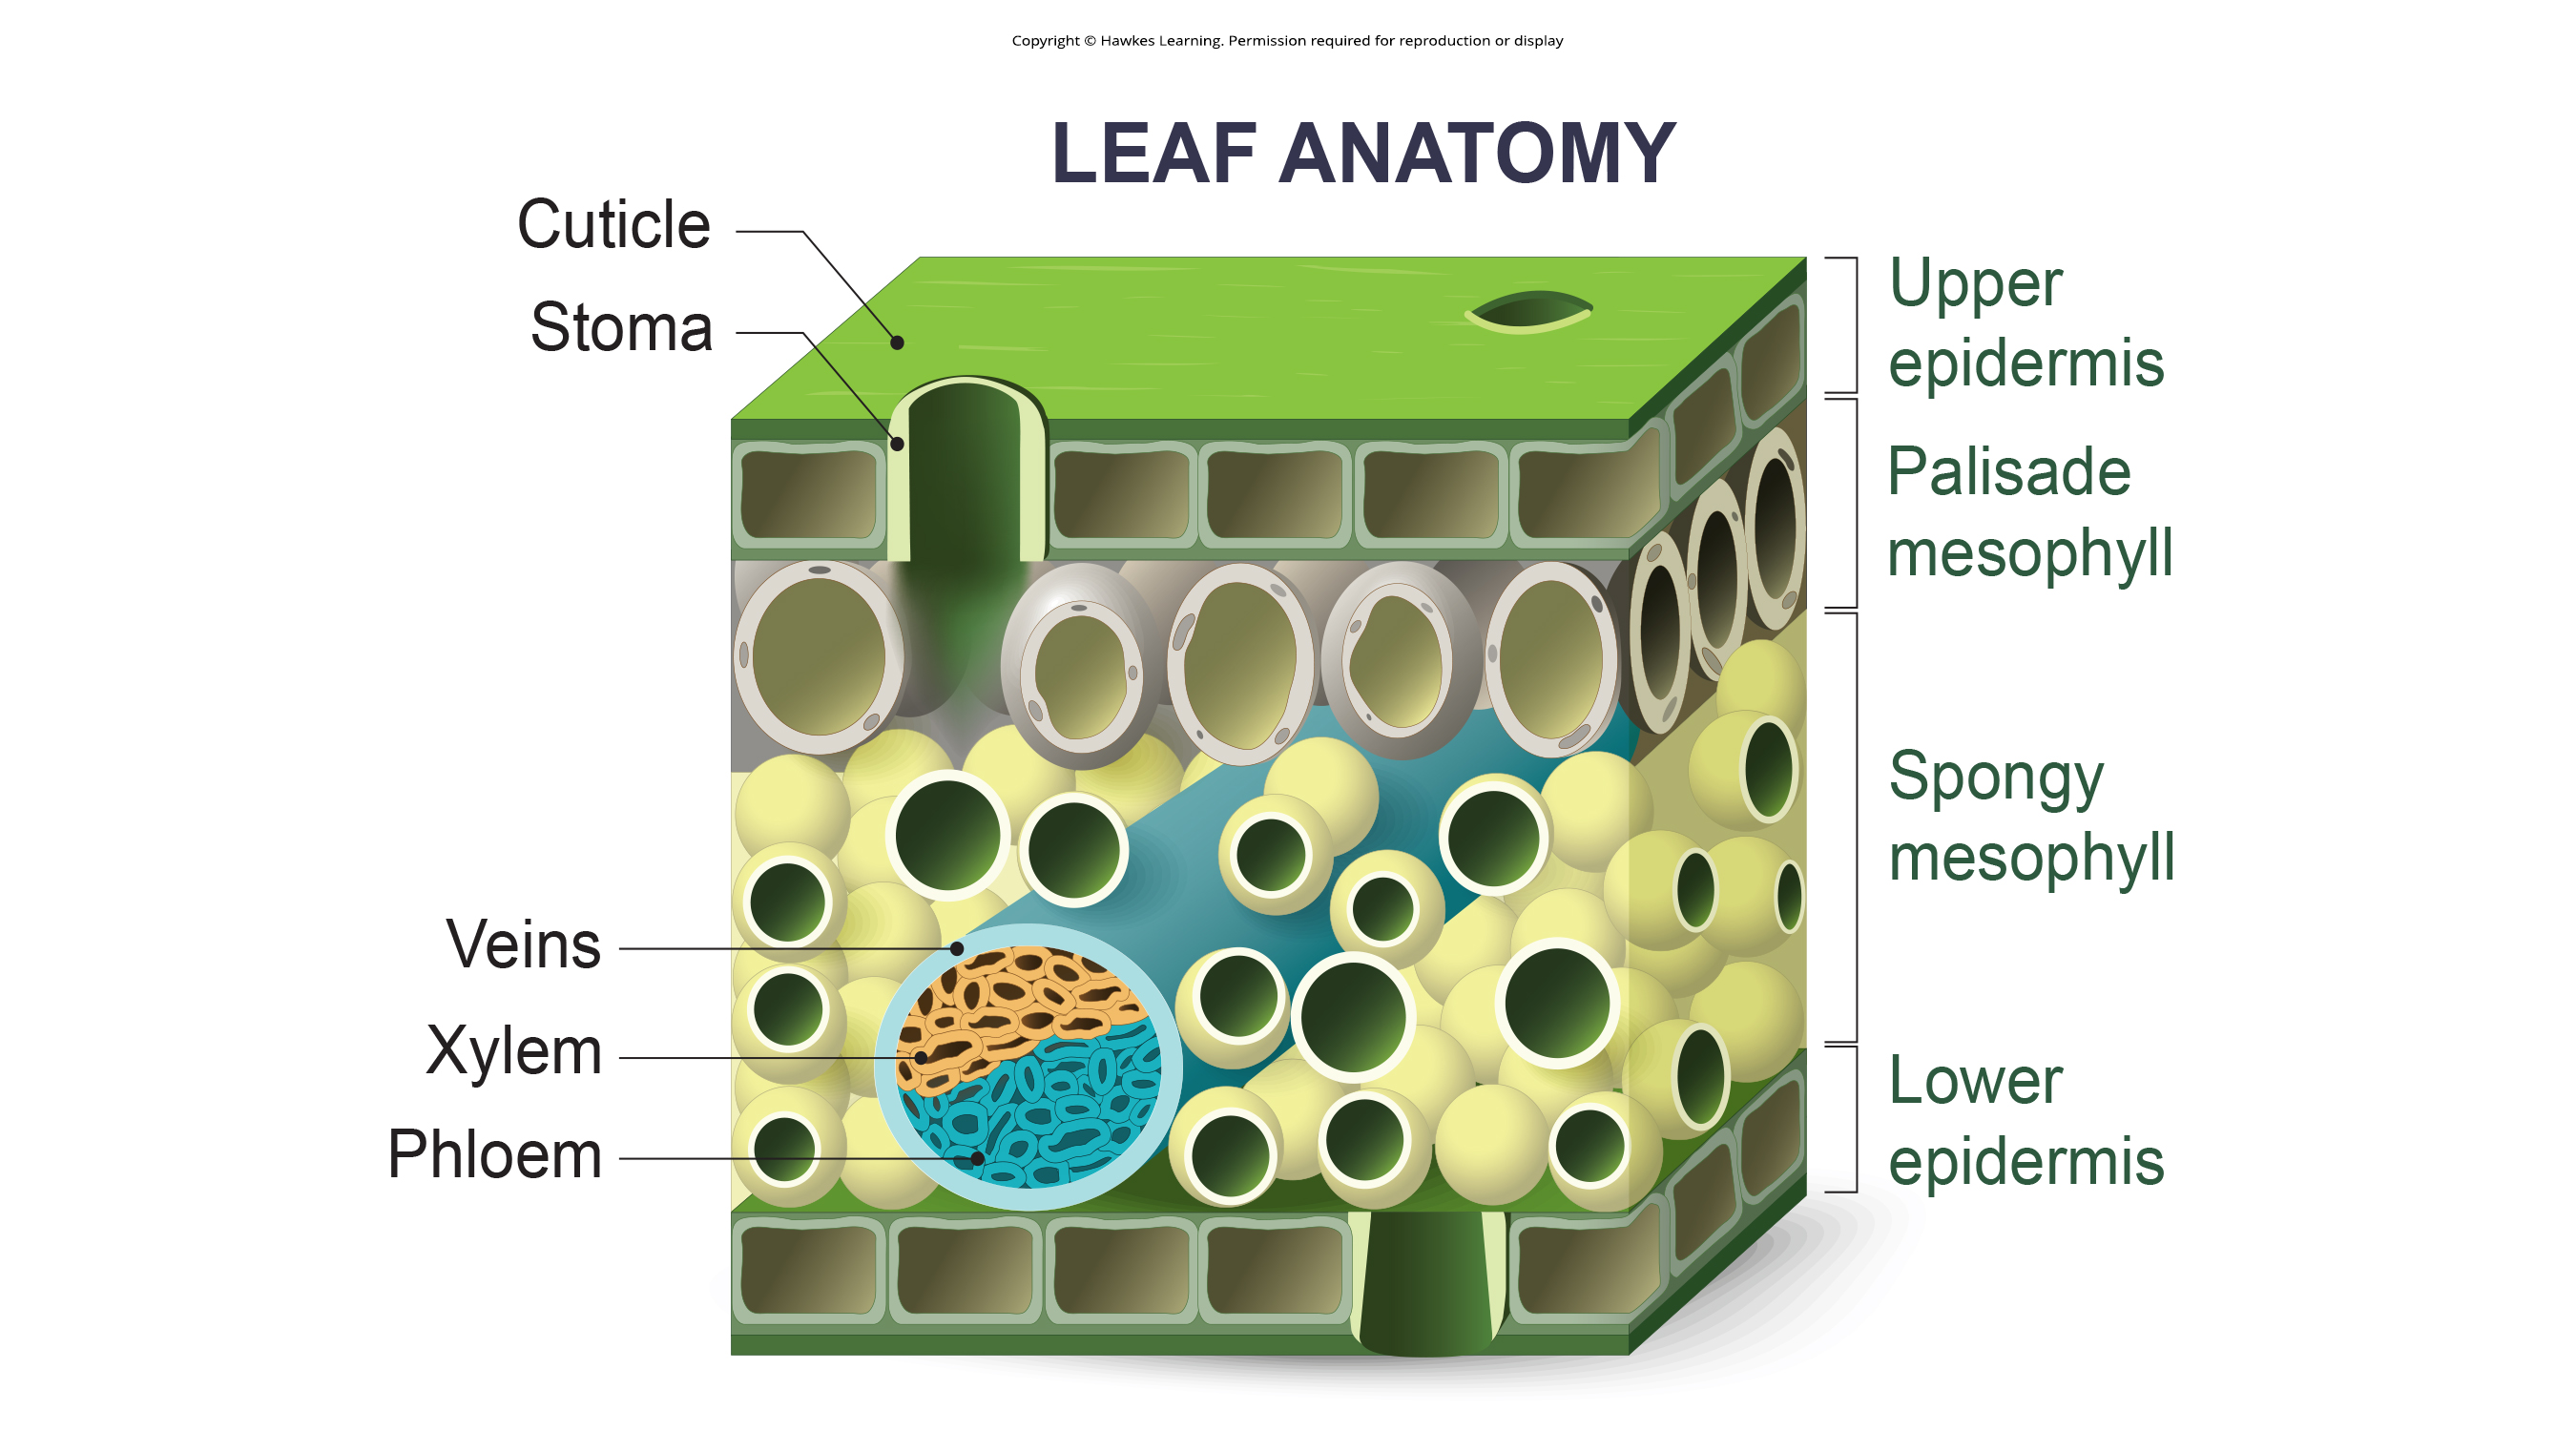 Copyright © Hawkes Learning. Permission required for reproduction or display
LEAF ANATOMY
Cuticle
Stoma
Veins
Xylem
Phloem
Upper
epidermis
Palisade
mesophyll
Spongy
mesophyll
Lower
epidermis